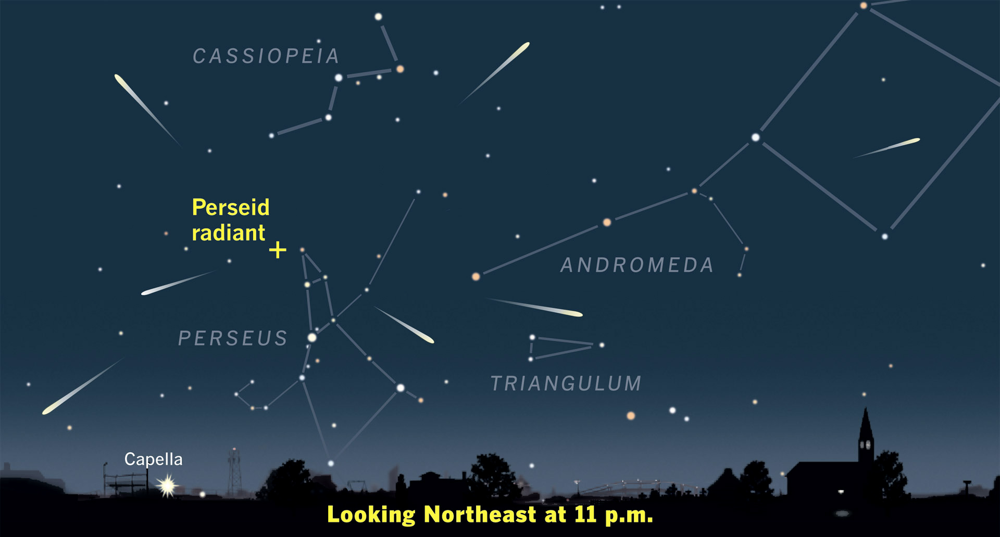 CASSIOPEIA
Perseid
radiant
ANDROMEDA
PERSEUS
TRIANGULUM
Capella
Looking Northeast at 11 p.m.